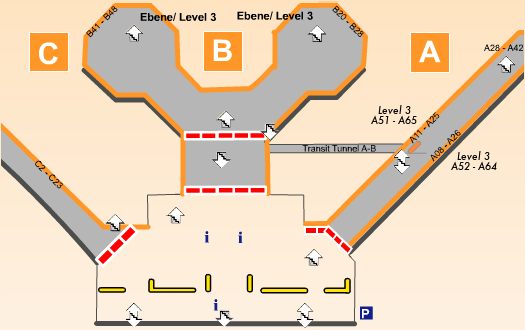 Ebene/ Level 3
Ebene/ Level 3
B41 - B48
B20 - B28
C
B
A
A28 - A42
Level 3
A51 - A65
A11 - A25
A08 - A26
Transit Tunnel A-B
Level 3
A52 - A64
C2 - C23
i
i
i
P